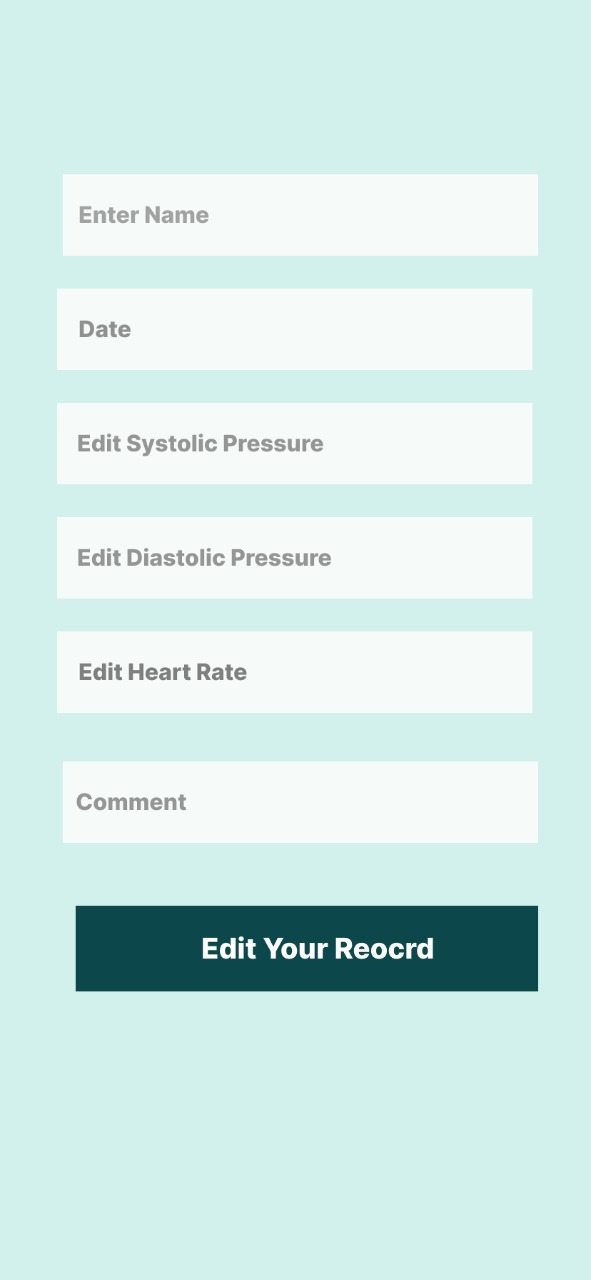 Enter Name
Date
Edit Systolic Pressure
Edit Diastolic Pressure
Edit Heart Rate
Comment
Edit Your Reocrd